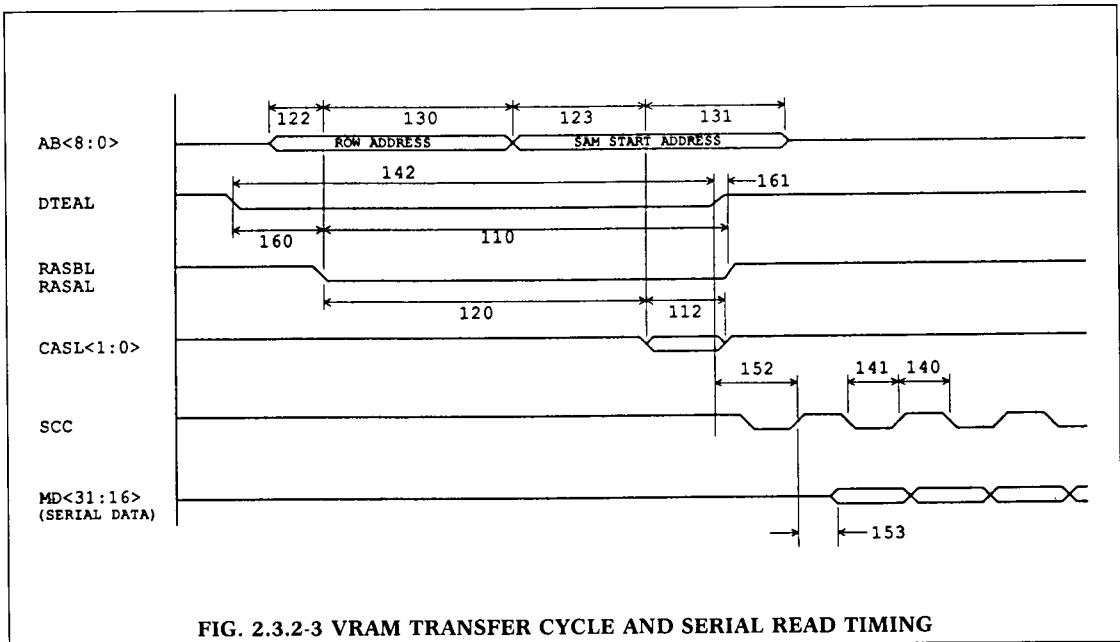 122 130 123 131
AB<8:0> ROW ADDRESS SAM START ADDRESS
142 161
DTEAL
160 110
RASBL
RASAL
120 112
CASL<1:0>
152 141 140
SCC
MD<31:16>
(SERIAL DATA)
153
FIG. 2.3.2-3 VRAM TRANSFER CYCLE AND SERIAL READ TIMING